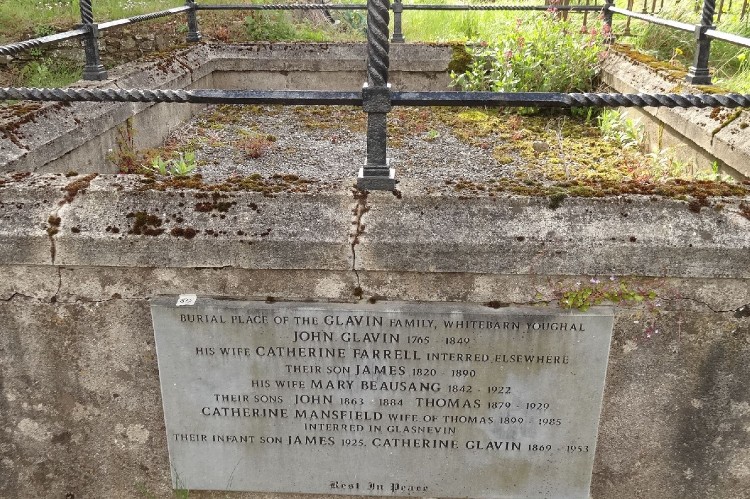 BURIAL PLACE OF THE GLAVIN FAMILY, WHITEBARN YOUGHAL
JOHN GLAVIN 1765 - 1849
HIS WIFE CATHERINE FARRELL INTERRED ELSEWHERE
THEIR SON JAMES 1820 - 1890
HIS WIFE MARY BEAUSANG 1842 - 1922
THEIR SONS JOHN 1863 - 1884 THOMAS 1879 - 1929
CATHERINE MANSFIELD WIFE OF THOMAS 1899 - 1985
INTERRED IN GLASNEVIN
THEIR INFANT SON JAMES 1925. CATHERINE GLAVIN 1869 - 1953
Rest In Peace